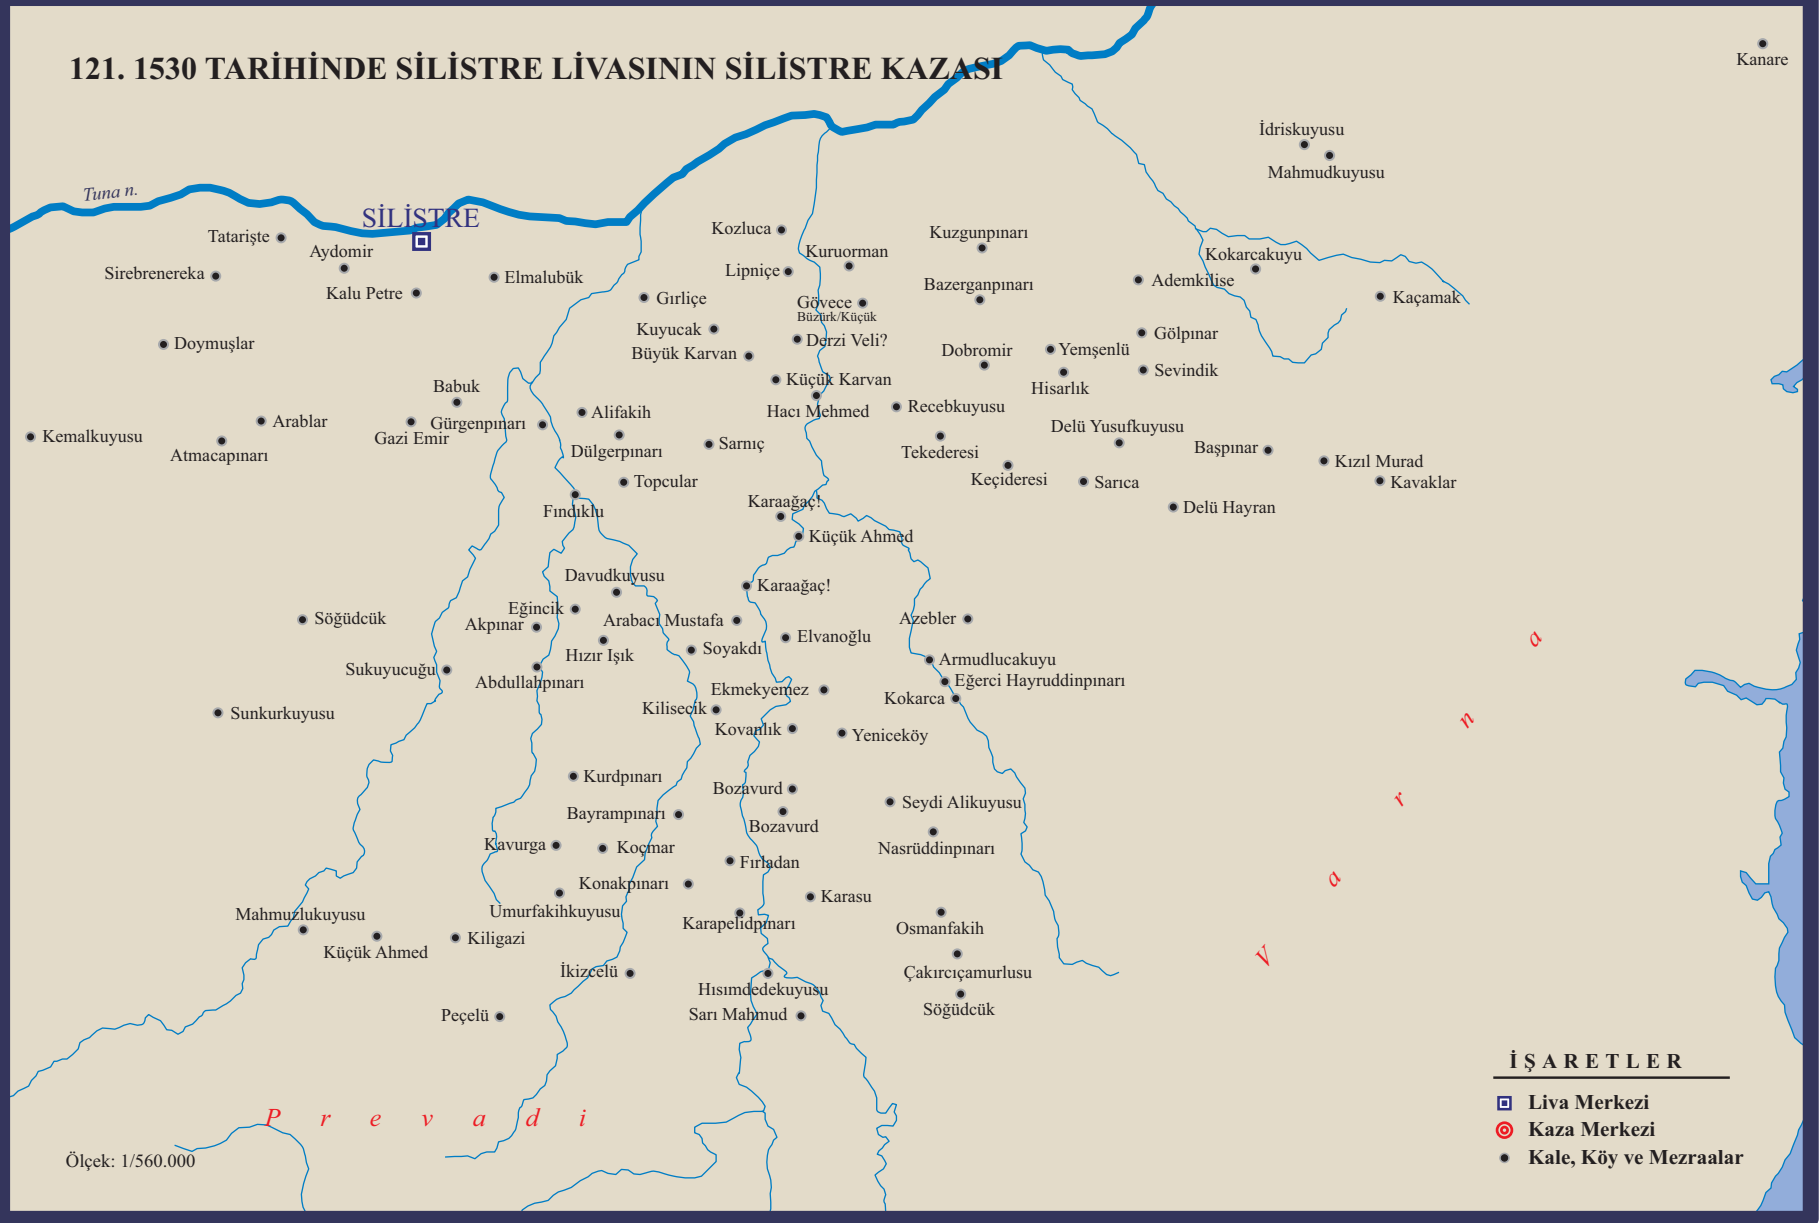 121. 1530 TARİHİNDE SİLİSTRE LİVASININ SİLİSTRE KAZASI
Kanare
İdriskuyusu
Mahmudkuyusu
Tuna n.
SİLİSTRE
Tatarişte
Aydomir
Sirebrenereka
Kalu Petre
Elmalubük
Kozluca
Kuruorman
Kuzgunpınarı
Lipniçe
Kokarcakuyu
Ademkilise
Bazerganpınarı
Girliçe
Gövece
Büzürk/Küçük
Kaçamak
Kuyucak
Derzi Veli?
Gölpınar
Doymuşlar
Büyük Karvan
Dobromir
Yemşenlü
Sevindik
Küçük Karvan
Hisarlık
Babuk
Hacı Mehmed
Recebkuyusu
Alifakih
Arablar
Gürgenpınarı
Gazi Emir
Kemalkuyusu
Atmacapınarı
Dülgerpınarı
Sarnıç
Tekederesi
Delü Yusufkuyusu
Başpınar
Kızıl Murad
Topcular
Keçideresi
Sarıca
Kavaklar
Fındıklu
Karaağaç!
Delü Hayran
Küçük Ahmed
Davudkuyusu
Karaağaç!
Eğincik
Söğüdcük
Akpınar
Arabacı Mustafa
Azebler
Elvanoğlu
Hızır Işık
Soyakdı
Sukuyucuğu
Abdullahpınarı
Armudlucakuyu
Eğerci Hayruddinpınarı
Ekmekyemez
Kokarca
Sunkurkuyusu
Kilisecik
Kovanlık
Yeniceköy
Kurdpınarı
Bozavurd
Bayrampınarı
Bozavurd
Seydi Alikuyusu
Kavurga
Koçmar
Nasrüddinpınarı
Fırladan
Konakpınarı
Karasu
Umurfakihkuyusu
Mahmuzlukuyusu
Karapelidpınarı
Osmanfakih
Küçük Ahmed
Kiligazi
İkizcelü
Çakırcıçamurlusu
Hısımdedekuyusu
Söğüdcük
Peçelü
Sarı Mahmud
Varna
Prevadi
Ölçek: 1/560.000
İŞARETLER
Liva Merkezi
Kaza Merkezi
Kale, Köy ve Mezraalar